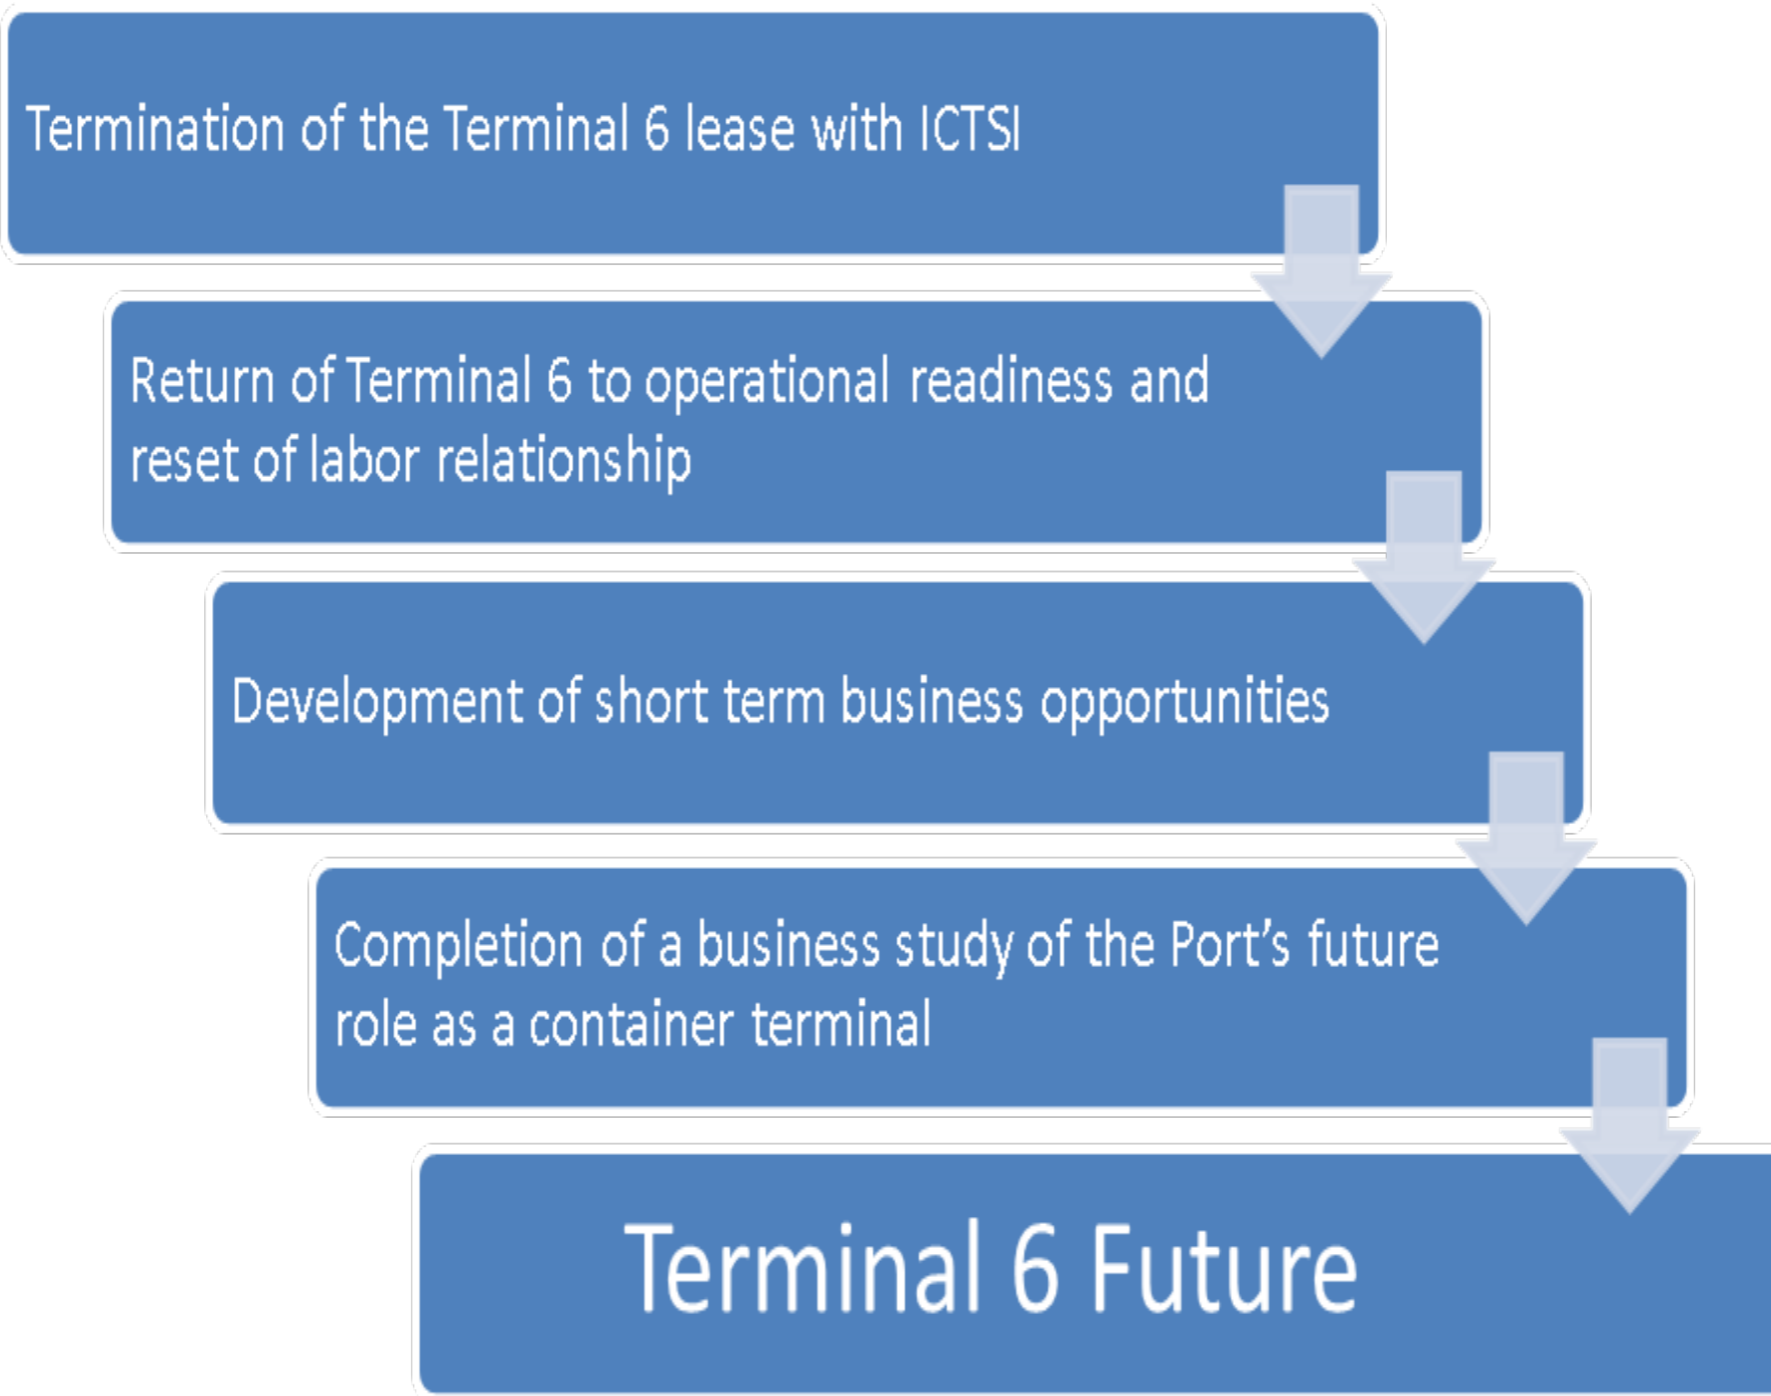 Termination of the Terminal 6 lease with ICTSI
Return of Terminal 6 to operational readiness and
reset of labor relationship
Development of short term business opportunities
Completion of a business study of the Port’s future
role as a container terminal
Terminal 6 Future